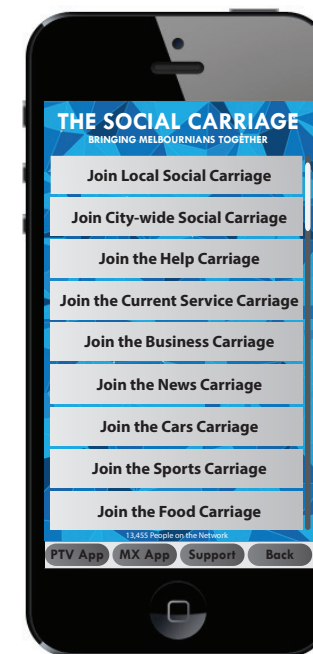 THE SOCIAL CARRIAGE
BRINGING MELBOURNIANS TOGETHER
Join Local Social Carriage
Join City-wide Social Carriage
Join the Help Carriage
Join the Current Service Carriage
Join the Business Carriage
Join the News Carriage
Join the Cars Carriage
Join the Sports Carriage
Join the Food Carriage
13,455 People on the Network
PTV App MX App Support Back